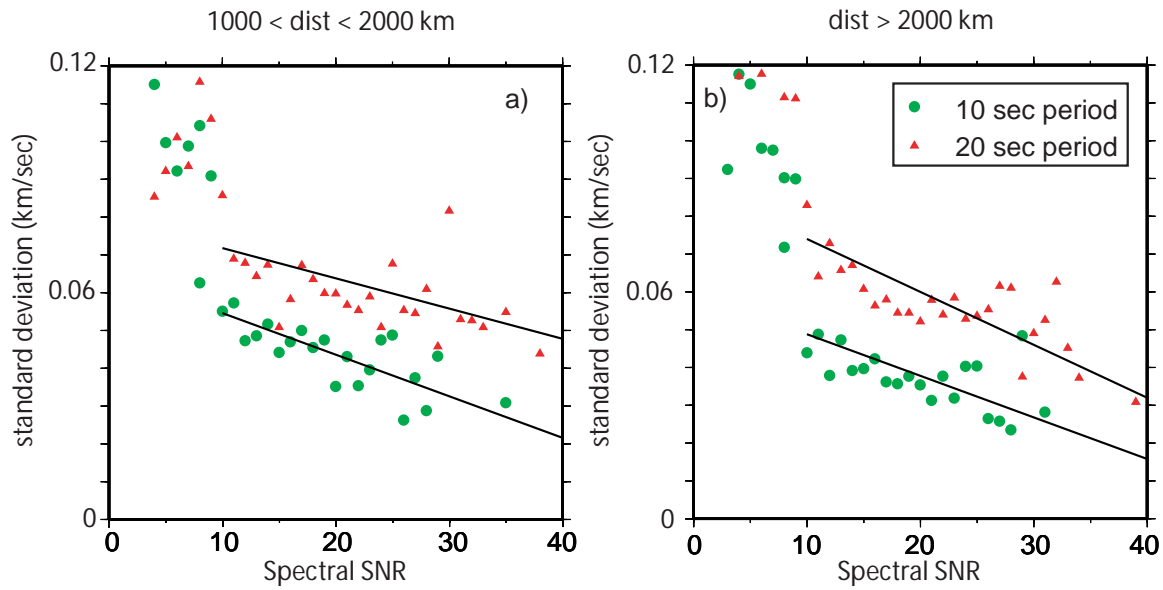 1000 < dist < 2000 km
dist > 2000 km
0.12
0.06
0
standard deviation (km/sec)
a)
0 10 20 30 40
Spectral SNR
0.12
0.06
0
standard deviation (km/sec)
b)
10 sec period
20 sec period
0 10 20 30 40
Spectral SNR